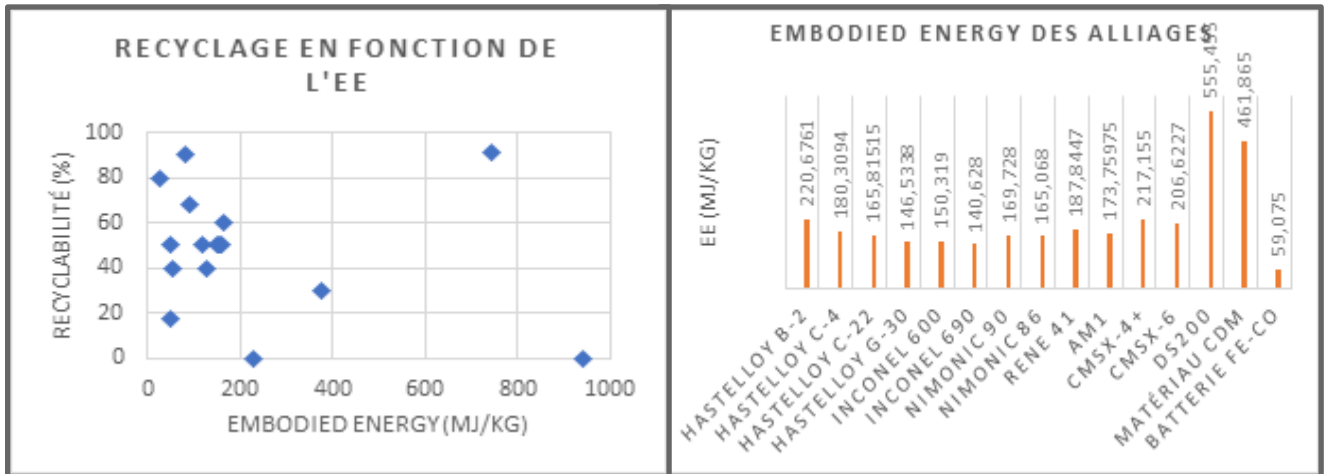 RECYCLAGE EN FONCTION DE
L'EE
RECYCLABILITÉ (%)
100
80
60
40
20
0
0 200 400 600 800 1000
EMBODIED ENERGY (MJ/KG)
EMBODIED ENERGY DES ALLIAGES
EE (MJ/KG)
220,6761
180,3094
165,81515
146,5338
150,319
140,628
169,728
165,068
187,8447
173,75975
217,155
206,6227
461,865
59,075
HASTELLOY B-2
HASTELLOY C-4
HASTELLOY C-22
HASTELLOY G-30
INCONEL 600
INCONEL 690
NIMONIC 90
NIMONIC 86
RENE 41
AM1
CMSX-4+
CMSX-6
DS200
MATÉRIAU CDM
BATTERIE FE-CO